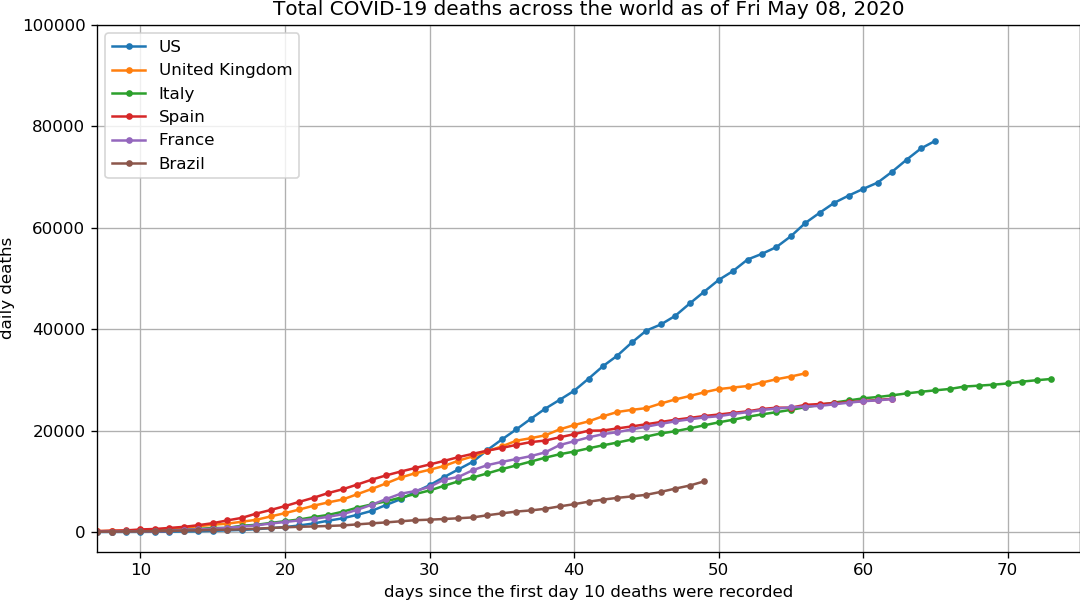 Total COVID-19 deaths across the world as of Fri May 08, 2020
100000
80000
60000
40000
20000
0
daily deaths
US
United Kingdom
Italy
Spain
France
Brazil
10 20 30 40 50 60 70
days since the first day 10 deaths were recorded